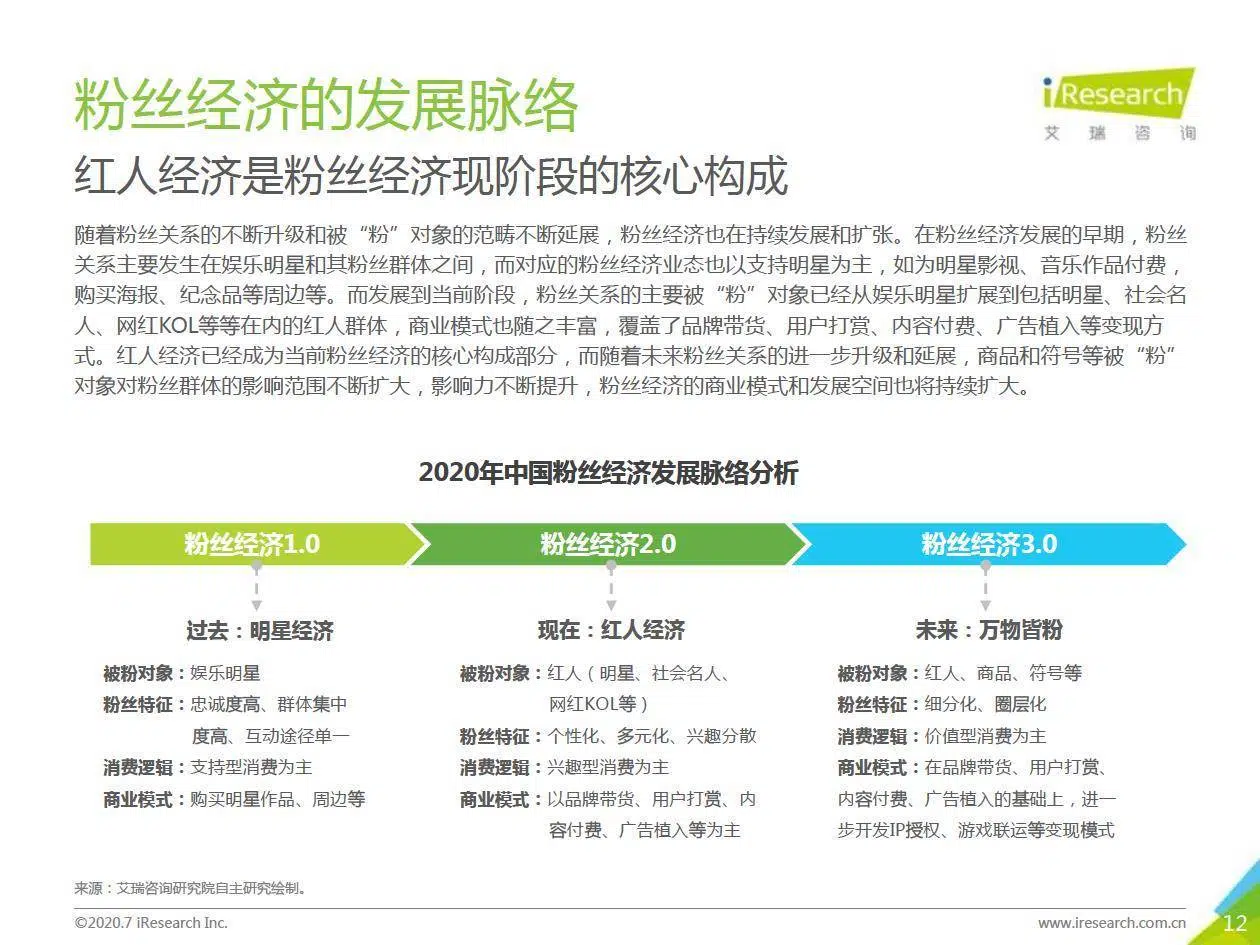 粉丝经济的发展脉络
iResearch
艾瑞咨询
红人经济是粉丝经济现阶段的核心构成
随着粉丝关系的不断升级和被“粉”对象的范畴不断延展，粉丝经济也在持续发展和扩张。在粉丝经济发展的早期，粉丝
关系主要发生在娱乐明星和其粉丝群体之间，而对应的粉丝经济业态也以支持明星为主，如为明星影视、音乐作品付费，
购买海报、纪念品等周边等。而发展到当前阶段，粉丝关系的主要被“粉”对象已经从娱乐明星扩展到包括明星、社会名
人、网红KOL等等在内的红人群体，商业模式也随之丰富，覆盖了品牌带货、用户打赏、内容付费、广告植入等变现方
式。红人经济已经成为当前粉丝经济的核心构成部分，而随着未来粉丝关系的进一步升级和延展，商品和符号等被“粉”
对象对粉丝群体的影响范围不断扩大，影响力不断提升，粉丝经济的商业模式和发展空间也将持续扩大。
2020年中国粉丝经济发展脉络分析
粉丝经济1.0
粉丝经济2.0
粉丝经济3.0
过去：明星经济
被粉对象：娱乐明星
粉丝特征：忠诚度高、群体集中
度高、互动途径单一
消费逻辑：支持型消费为主
商业模式：购买明星作品、周边等
现在：红人经济
被粉对象：红人（明星、社会名人、
网红KOL等）
粉丝特征：个性化、多元化、兴趣分散
消费逻辑：兴趣型消费为主
商业模式：以品牌带货、用户打赏、内
容付费、广告植入等为主
未来：万物皆粉
被粉对象：红人、商品、符号等
粉丝特征：细分化、圈层化
消费逻辑：价值型消费为主
商业模式：在品牌带货、用户打赏、
内容付费、广告植入的基础上，进一
步开发IP授权、游戏联运等变现模式
来源：艾瑞咨询研究院自主研究绘制。
©2020.7 iResearch Inc.
www.iresearch.com.cn
12